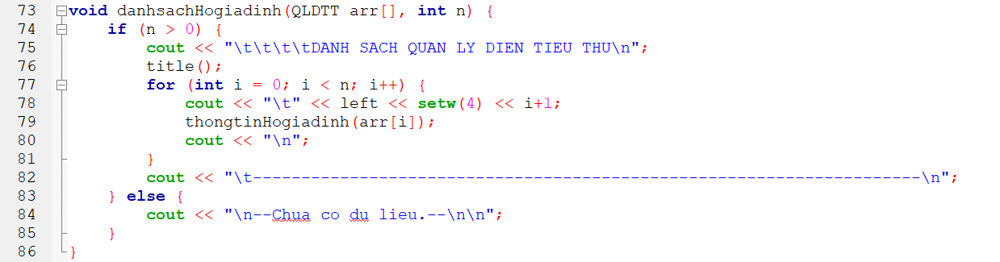 73 void danhsachHogiadinh(QLDTT arr[], int n) {
74     if (n > 0) {
75         cout << "\t\t\t\tDANH SACH QUAN LY DIEN TIEU THU\n";
76         title();
77         for (int i = 0; i < n; i++) {
78             cout << "\t" << left << setw(4) << i+1;
79             thongtinHogiadinh(arr[i]);
80             cout << "\n";
81         }
82         cout << "\t---------------------------------------------------------------------\n";
83     } else {
84         cout << "\n--Chua co du lieu.--\n\n";
85     }
86 }